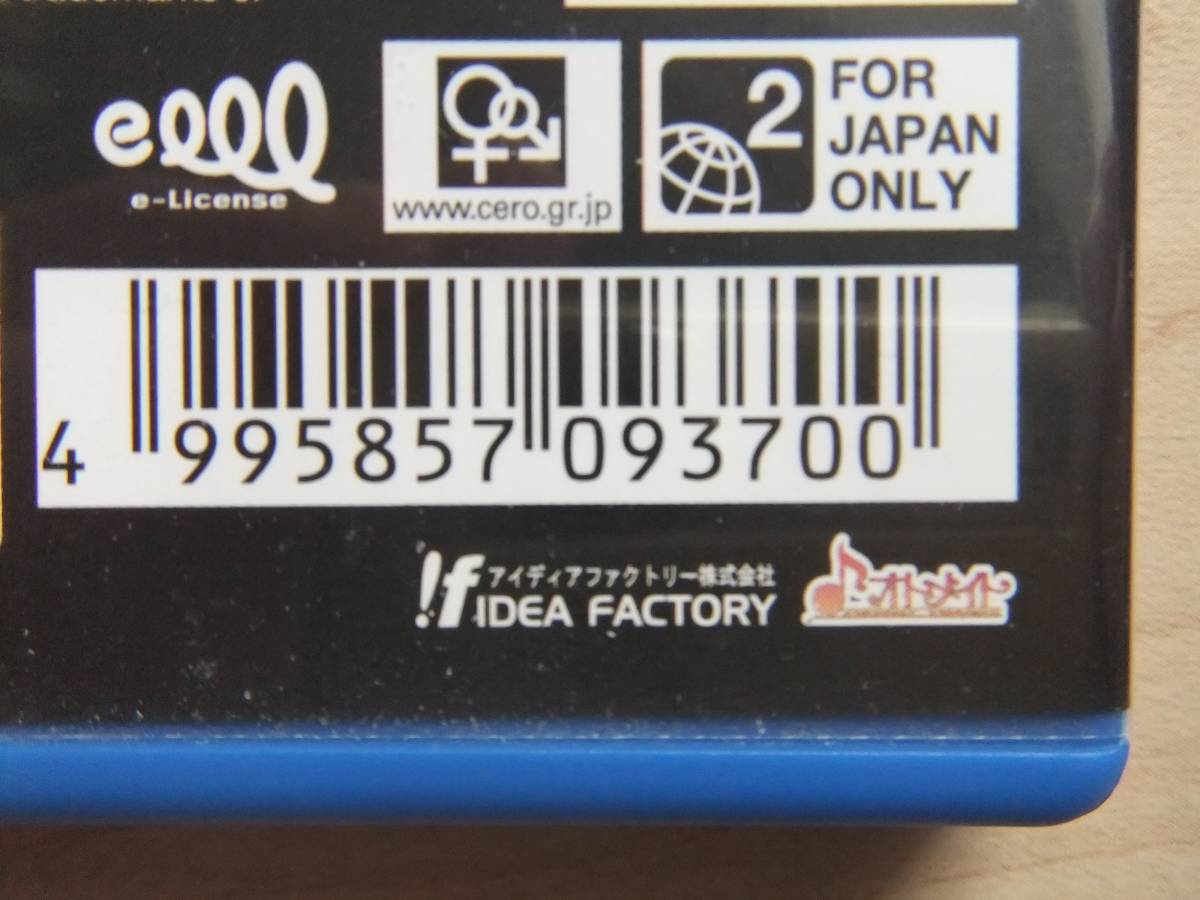 e-License
www.cero.gr.jp
2
FOR
JAPAN
ONLY
4 995857 093700
アイディアファクトリー株式会社
IDEA FACTORY
オトメイト